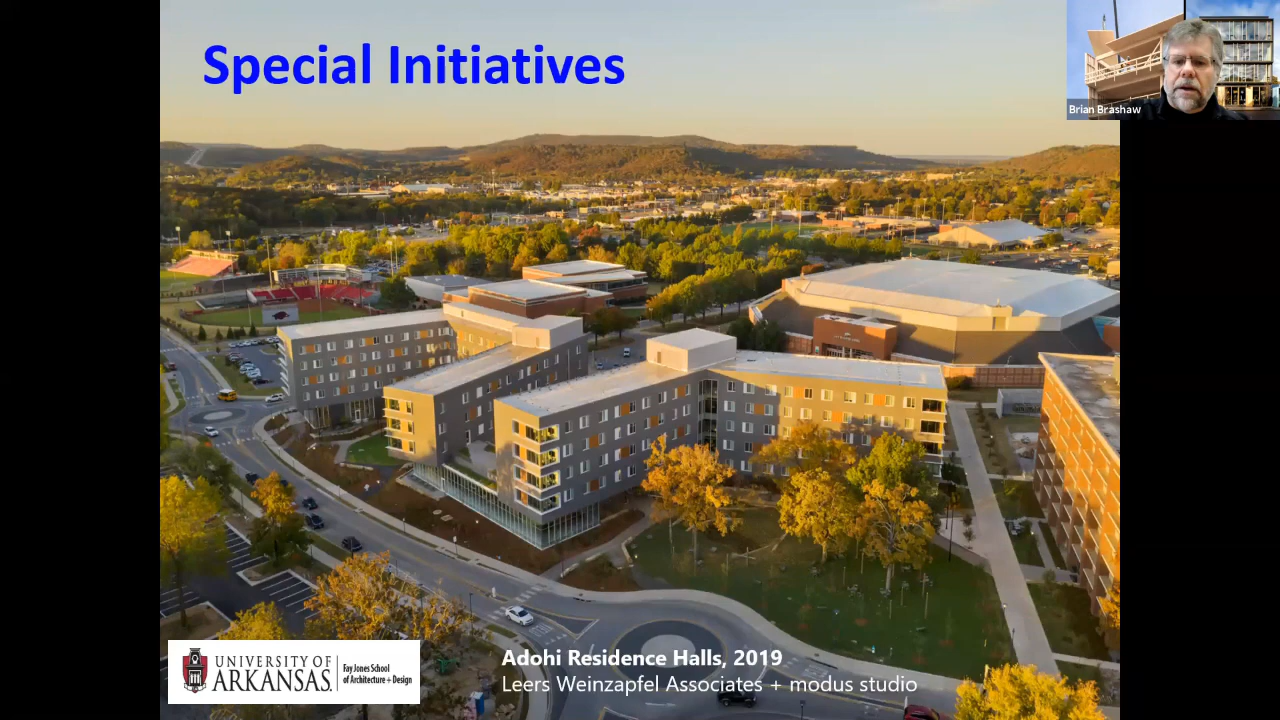 Special Initiatives
Brian Brashaw
UNIVERSITY OF
ARKANSAS
Fay Jones School
of Architecture + Design
Adohi Residence Halls, 2019
Leers Weinzapfel Associates + modus studio